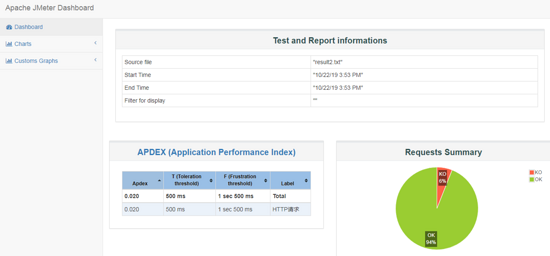 Apache JMeter Dashboard
Dashboard
Charts
Customs Graphs
Test and Report informations
Source file "result2.txt"
Start Time "10/22/19 3:53 PM"
End Time "10/22/19 3:53 PM"
Filter for display ""
APDEX (Application Performance Index)
Apdex T (Toleration threshold) F (Frustration threshold) Label
0.020 500 ms 1 sec 500 ms Total
0.020 500 ms 1 sec 500 ms HTTP请求
Requests Summary
KO
OK
KO
6%
OK
94%